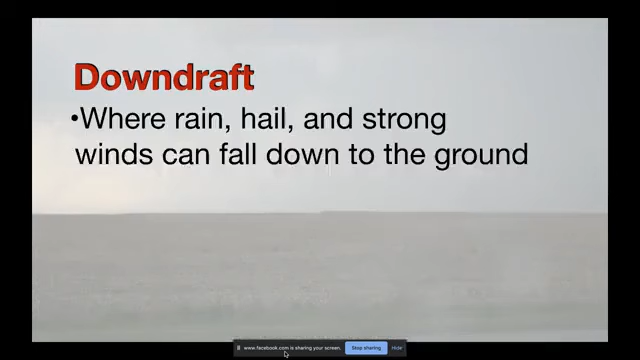 Downdraft
•Where rain, hail, and strong
winds can fall down to the ground
www.facebook.com is sharing your screen. Stop sharing Hide